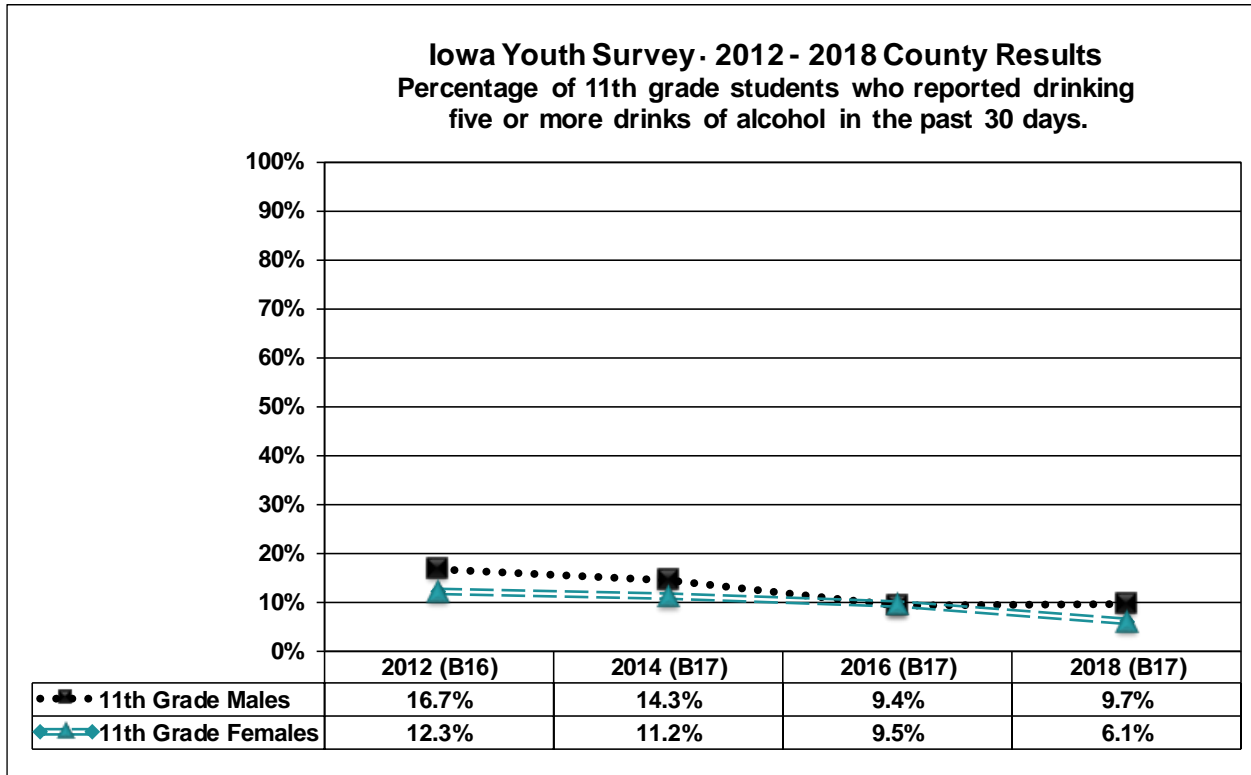 Iowa Youth Survey · 2012 - 2018 County Results
Percentage of 11th grade students who reported drinking
five or more drinks of alcohol in the past 30 days.
100%
90%
80%
70%
60%
50%
40%
30%
20%
10%
0%
2012 (B16) 2014 (B17) 2016 (B17) 2018 (B17)
11th Grade Males 16.7% 14.3% 9.4% 9.7%
11th Grade Females 12.3% 11.2% 9.5% 6.1%